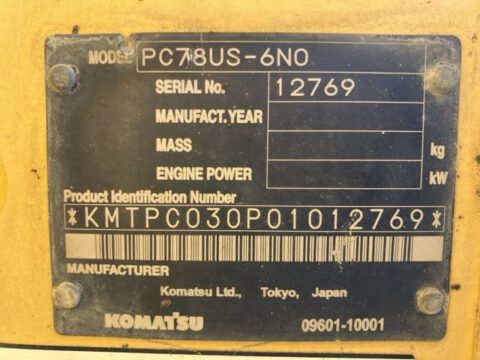 MODEL PC78US-6N0
SERIAL No. 12769
MANUFACT.YEAR
MASS kg
ENGINE POWER kW
Product Identification Number
*KMTPC030P01012769*
MANUFACTURER
Komatsu Ltd., Tokyo, Japan
KOMATSU 09601-10001